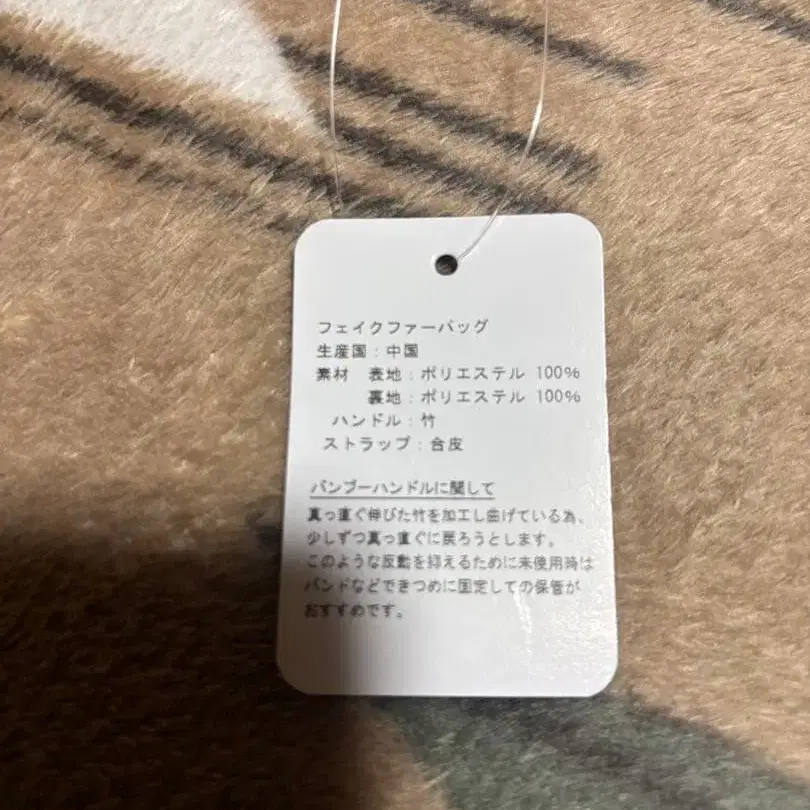 フェイクファーバッグ
生産国：中国
素材　表地：ポリエステル 100%
裏地：ポリエステル 100%
ハンドル：竹
ストラップ：合皮
バンブーハンドルに関して
真っ直ぐ伸びた竹を加工し曲げている為、
少しずつ真っ直ぐに戻ろうとします。
このような反動を抑えるために未使用時は
バンドなどできつめに固定しての保管が
おすすめです。